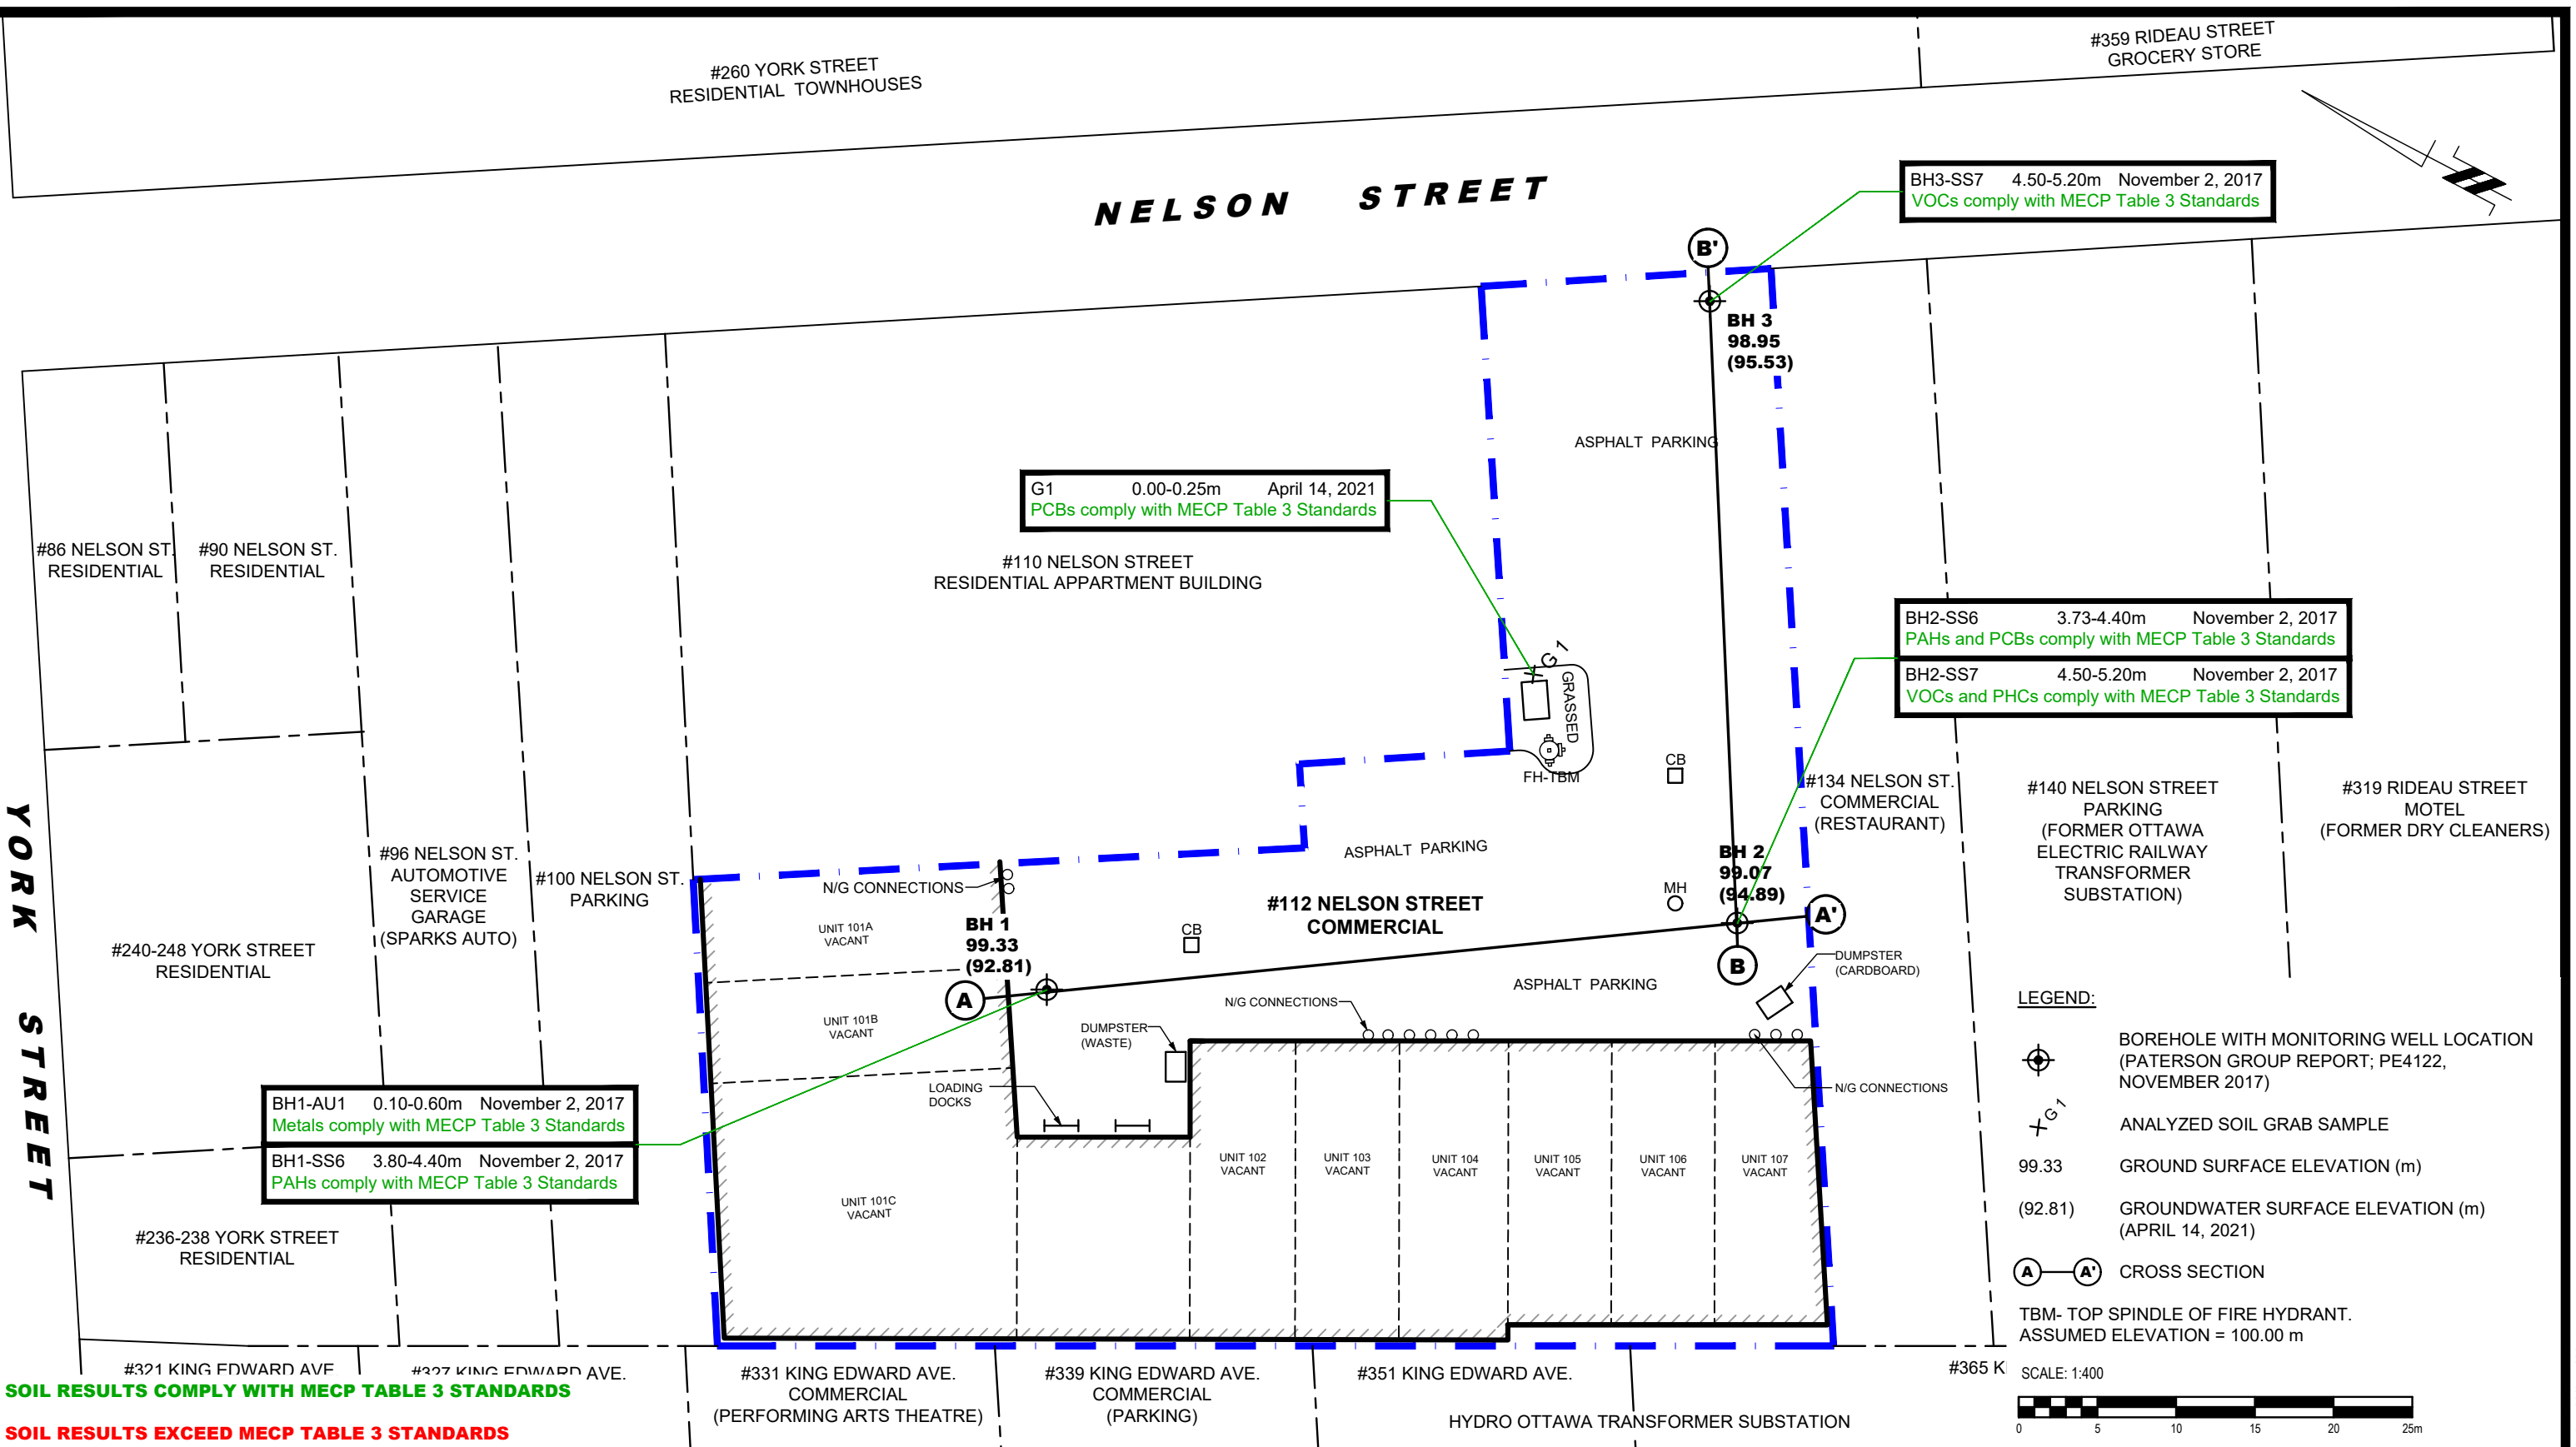 #260 YORK STREET
RESIDENTIAL TOWNHOUSES
#359 RIDEAU STREET
GROCERY STORE
NELSON STREET
BH3-SS7 4.50-5.20m November 2, 2017
VOCs comply with MECP Table 3 Standards
B'
BH 3
98.95
(95.53)
ASPHALT PARKING
G1 0.00-0.25m April 14, 2021
PCBs comply with MECP Table 3 Standards
#110 NELSON STREET
RESIDENTIAL APPARTMENT BUILDING
#86 NELSON ST.
RESIDENTIAL
#90 NELSON ST.
RESIDENTIAL
G 1
GRASSED
FH-TBM
CB
BH2-SS6 3.73-4.40m November 2, 2017
PAHs and PCBs comply with MECP Table 3 Standards
BH2-SS7 4.50-5.20m November 2, 2017
VOCs and PHCs comply with MECP Table 3 Standards
#134 NELSON ST.
COMMERCIAL
(RESTAURANT)
#140 NELSON STREET
PARKING
(FORMER OTTAWA
ELECTRIC RAILWAY
TRANSFORMER
SUBSTATION)
#319 RIDEAU STREET
MOTEL
(FORMER DRY CLEANERS)
YORK STREET
#96 NELSON ST.
AUTOMOTIVE
SERVICE
GARAGE
(SPARKS AUTO)
#100 NELSON ST.
PARKING
#240-248 YORK STREET
RESIDENTIAL
ASPHALT PARKING
BH 2
99.07
(94.89)
MH
A'
B
#112 NELSON STREET
COMMERCIAL
N/G CONNECTIONS
UNIT 101A
VACANT
BH 1
99.33
(92.81)
CB
A
ASPHALT PARKING
DUMPSTER
(CARDBOARD)
N/G CONNECTIONS
UNIT 101B
VACANT
DUMPSTER
(WASTE)
LOADING
DOCKS
N/G CONNECTIONS
BH1-AU1 0.10-0.60m November 2, 2017
Metals comply with MECP Table 3 Standards
BH1-SS6 3.80-4.40m November 2, 2017
PAHs comply with MECP Table 3 Standards
UNIT 101C
VACANT
UNIT 102
VACANT
UNIT 103
VACANT
UNIT 104
VACANT
UNIT 105
VACANT
UNIT 106
VACANT
UNIT 107
VACANT
#236-238 YORK STREET
RESIDENTIAL
LEGEND:
BOREHOLE WITH MONITORING WELL LOCATION
(PATERSON GROUP REPORT; PE4122,
NOVEMBER 2017)
G 1
ANALYZED SOIL GRAB SAMPLE
99.33 GROUND SURFACE ELEVATION (m)
(92.81) GROUNDWATER SURFACE ELEVATION (m)
(APRIL 14, 2021)
A A' CROSS SECTION
TBM- TOP SPINDLE OF FIRE HYDRANT.
ASSUMED ELEVATION = 100.00 m
SCALE: 1:400
0 5 10 15 20 25m
#321 KING EDWARD AVE
#327 KING EDWARD AVE.
#331 KING EDWARD AVE.
COMMERCIAL
(PERFORMING ARTS THEATRE)
#339 KING EDWARD AVE.
COMMERCIAL
(PARKING)
#351 KING EDWARD AVE.
HYDRO OTTAWA TRANSFORMER SUBSTATION
#365 K
SOIL RESULTS COMPLY WITH MECP TABLE 3 STANDARDS
SOIL RESULTS EXCEED MECP TABLE 3 STANDARDS